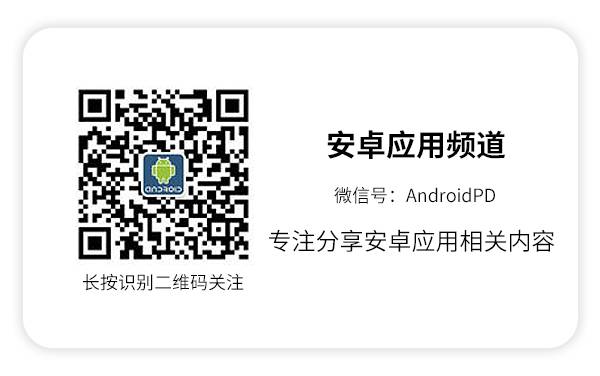 安卓应用频道
微信号：AndroidPD
专注分享安卓应用相关内容
ANDROID
长按识别二维码关注